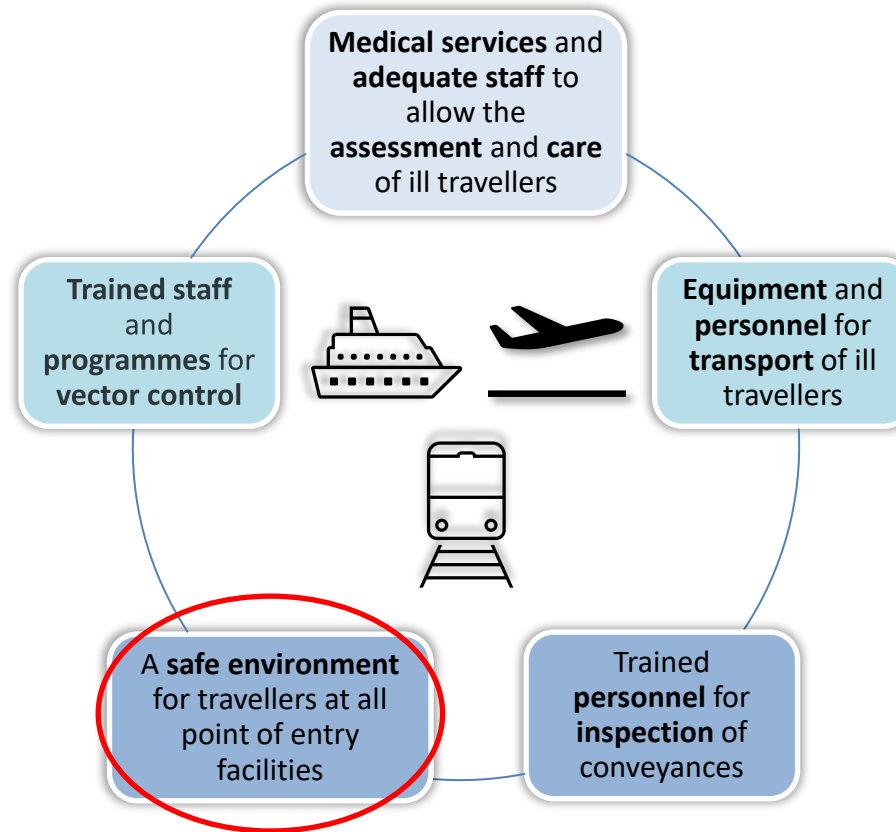 Medical services and
adequate staff to
allow the
assessment and care
of ill travellers
Trained staff
and
programmes for
vector control
Equipment and
personnel for
transport of ill
travellers
A safe environment
for travellers at all
point of entry
facilities
Trained
personnel for
inspection of
conveyances